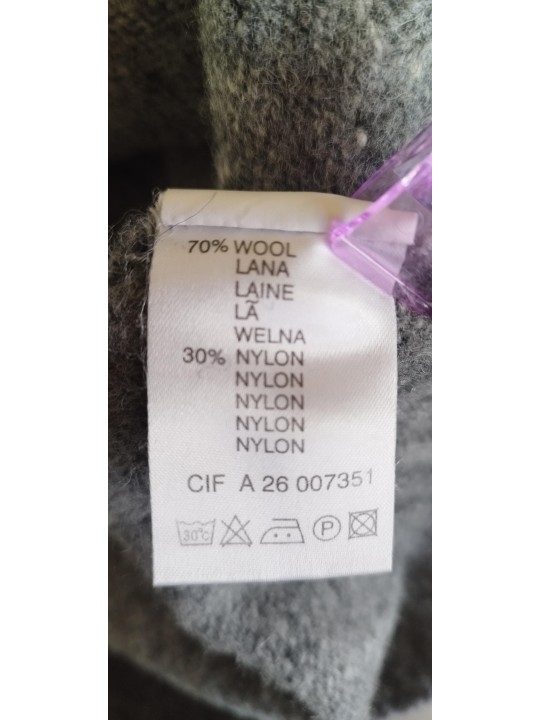 70% WOOL
LANA
LAINE
LÃ
WELNA
30% NYLON
NYLON
NYLON
NYLON
NYLON
CIF A 26 007351
30°C P